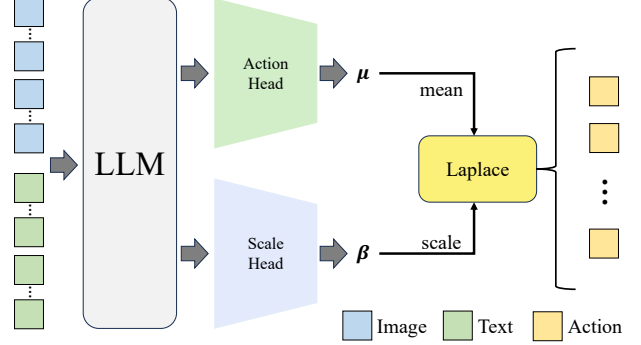 LLM
Action
Head
μ
mean
Laplace
Scale
Head
β
scale
Image
Text
Action